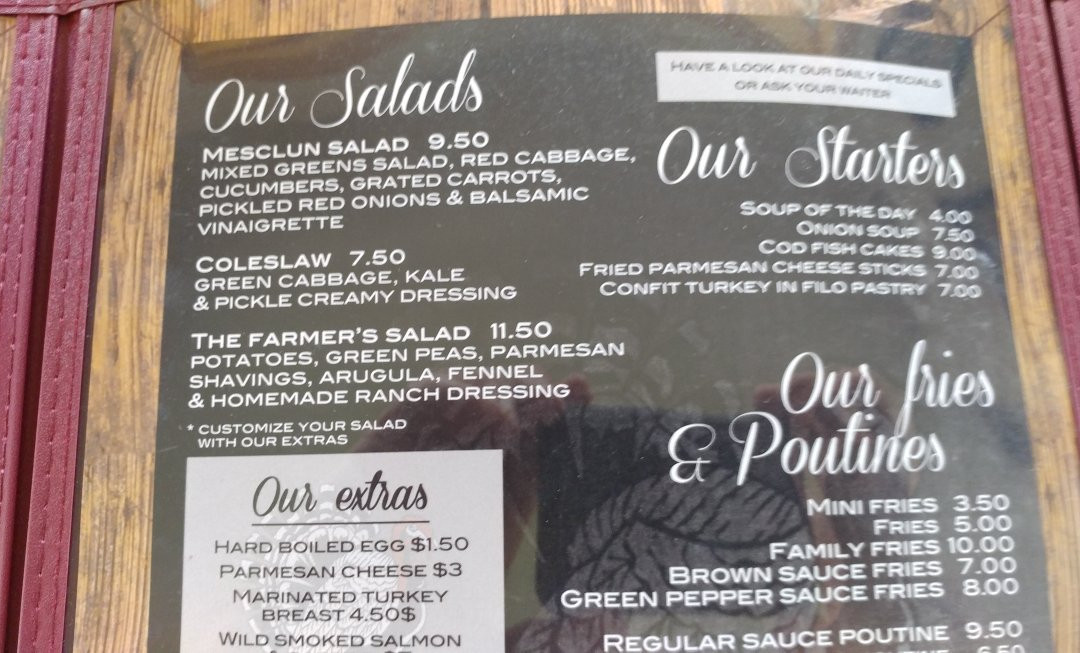 Our Salads
MESCLUN SALAD 9.50
MIXED GREENS SALAD, RED CABBAGE,
CUCUMBERS, GRATED CARROTS,
PICKLED RED ONIONS & BALSAMIC
VINAIGRETTE
COLESLAW 7.50
GREEN CABBAGE, KALE
& PICKLE CREAMY DRESSING
THE FARMER'S SALAD 11.50
POTATOES, GREEN PEAS, PARMESAN
SHAVINGS, ARUGULA, FENNEL
& HOMEMADE RANCH DRESSING
* CUSTOMIZE YOUR SALAD
WITH OUR EXTRAS
Our extras
HARD BOILED EGG $1.50
PARMESAN CHEESE $3
MARINATED TURKEY
BREAST 4.50$
WILD SMOKED SALMON
HAVE A LOOK AT OUR DAILY SPECIALS
OR ASK YOUR WAITER
Our Starters
SOUP OF THE DAY 4.00
ONION SOUP 7.50
COD FISH CAKES 9.00
FRIED PARMESAN CHEESE STICKS 7.00
CONFIT TURKEY IN FILO PASTRY 7.00
Our fries
& Poutines
MINI FRIES 3.50
FRIES 5.00
FAMILY FRIES 10.00
BROWN SAUCE FRIES 7.00
GREEN PEPPER SAUCE FRIES 8.00
REGULAR SAUCE POUTINE 9.50
6.50